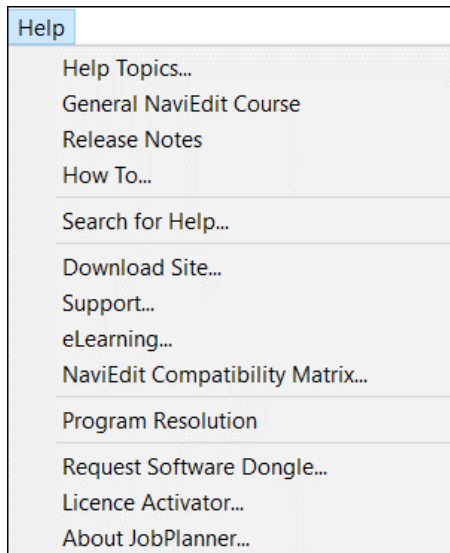 Help
Help Topics...
General NaviEdit Course
Release Notes
How To...
Search for Help...
Download Site...
Support...
eLearning...
NaviEdit Compatibility Matrix...
Program Resolution
Request Software Dongle...
Licence Activator...
About JobPlanner...